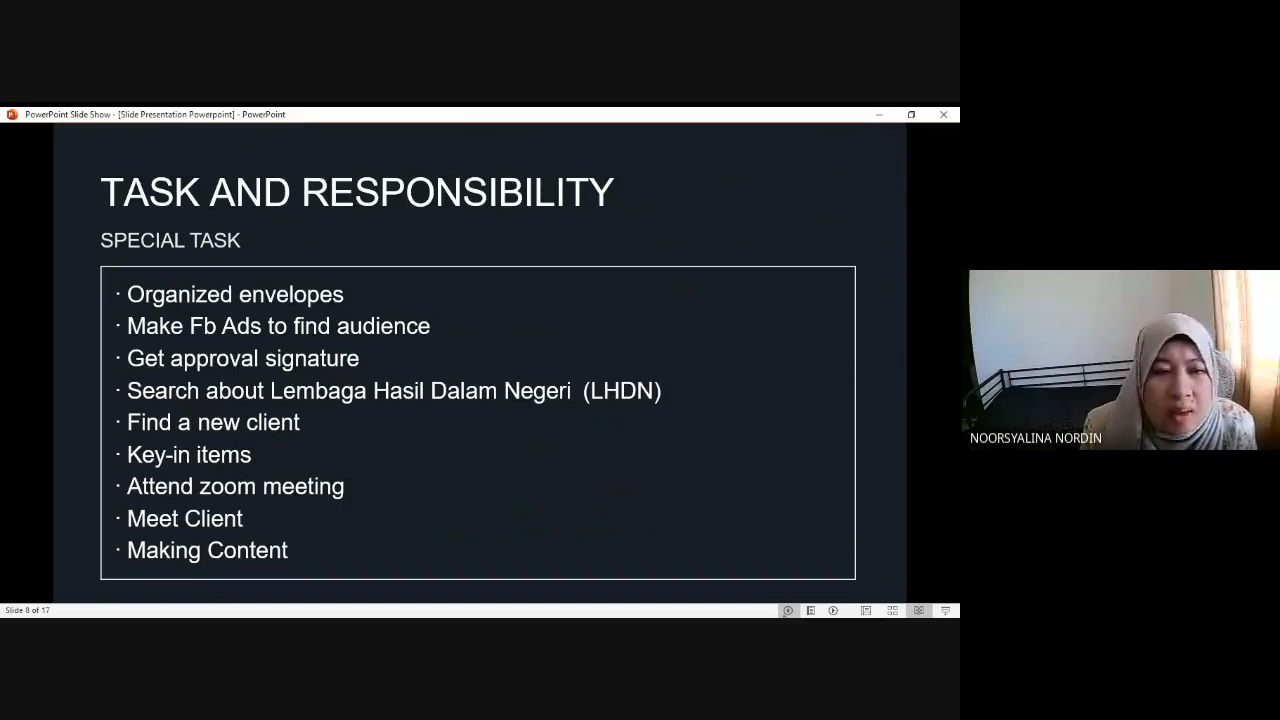 PowerPoint Slide Show - [Slide Presentation Powerpoint] - PowerPoint
TASK AND RESPONSIBILITY
SPECIAL TASK
· Organized envelopes
· Make Fb Ads to find audience
· Get approval signature
· Search about Lembaga Hasil Dalam Negeri (LHDN)
· Find a new client
· Key-in items
· Attend zoom meeting
· Meet Client
· Making Content
NOORSYALINA NORDIN
Slide 8 of 17